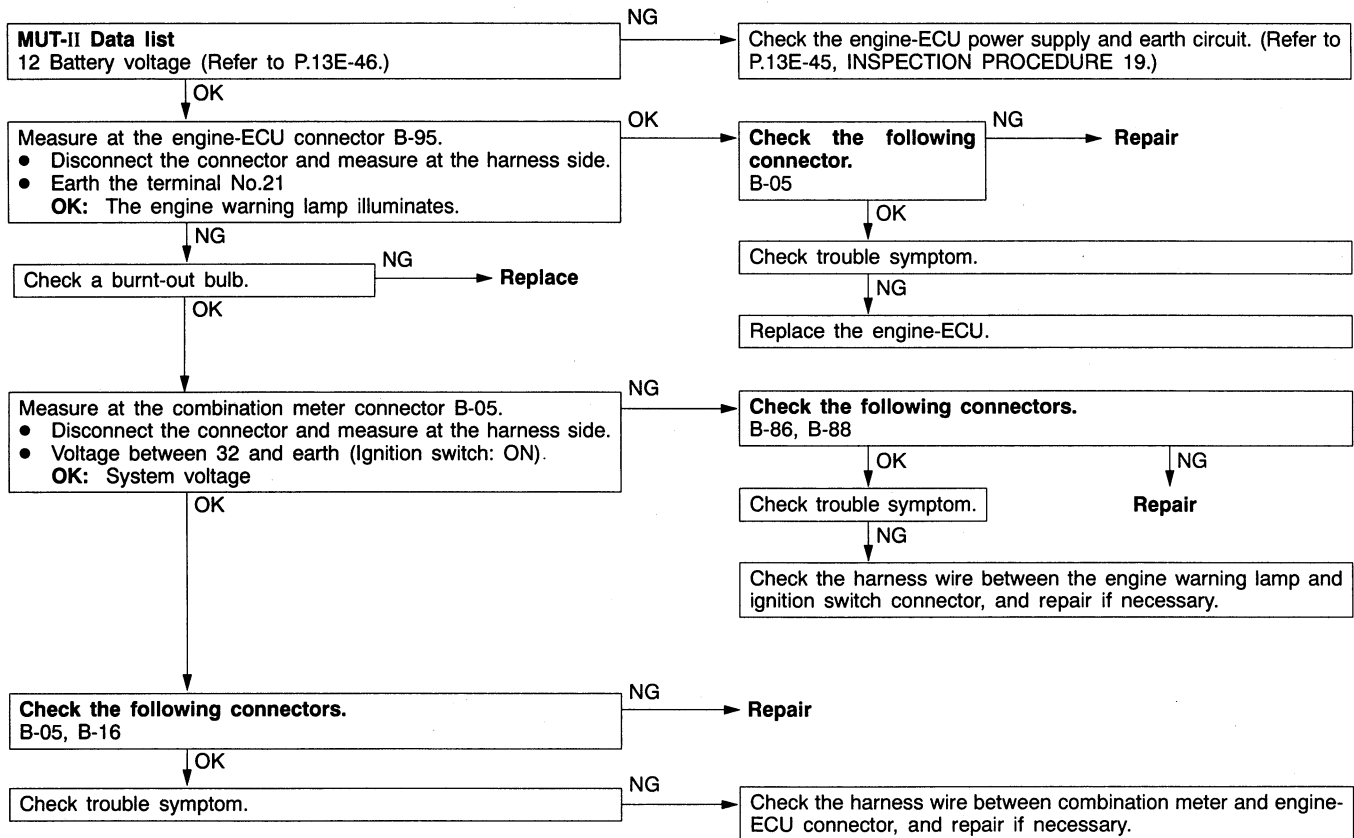 MUT-II Data list
12 Battery voltage (Refer to P.13E-46.)
NG
Check the engine-ECU power supply and earth circuit. (Refer to
P.13E-45, INSPECTION PROCEDURE 19.)
OK
Measure at the engine-ECU connector B-95.
● Disconnect the connector and measure at the harness side.
● Earth the terminal No.21
OK: The engine warning lamp illuminates.
OK
Check the following
connector.
B-05
NG
Repair
OK
Check trouble symptom.
NG
Replace the engine-ECU.
NG
Check a burnt-out bulb.
NG
Replace
OK
Measure at the combination meter connector B-05.
● Disconnect the connector and measure at the harness side.
● Voltage between 32 and earth (Ignition switch: ON).
OK: System voltage
NG
Check the following connectors.
B-86, B-88
OK
NG
Check trouble symptom.
Repair
NG
Check the harness wire between the engine warning lamp and
ignition switch connector, and repair if necessary.
OK
Check the following connectors.
B-05, B-16
NG
Repair
OK
Check trouble symptom.
NG
Check the harness wire between combination meter and engine-
ECU connector, and repair if necessary.